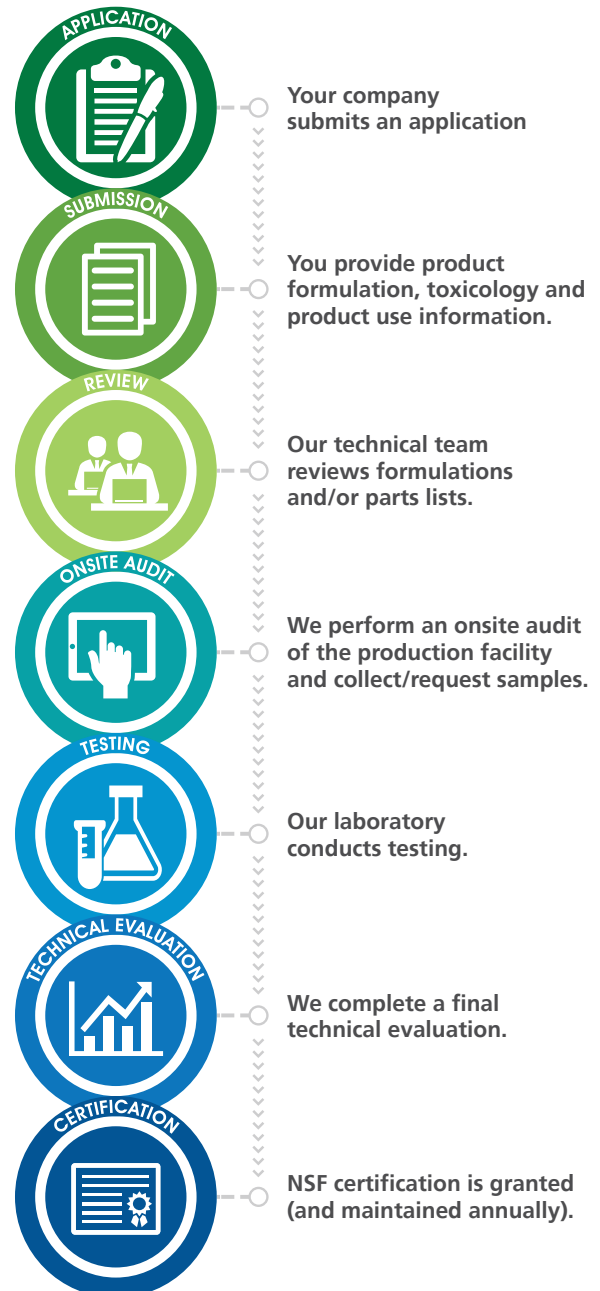 APPLICATION
Your company
submits an application
SUBMISSION
You provide product
formulation, toxicology and
product use information.
REVIEW
Our technical team
reviews formulations
and/or parts lists.
ONSITE AUDIT
We perform an onsite audit
of the production facility
and collect/request samples.
TESTING
Our laboratory
conducts testing.
TECHNICAL EVALUATION
We complete a final
technical evaluation.
CERTIFICATION
NSF certification is granted
(and maintained annually).